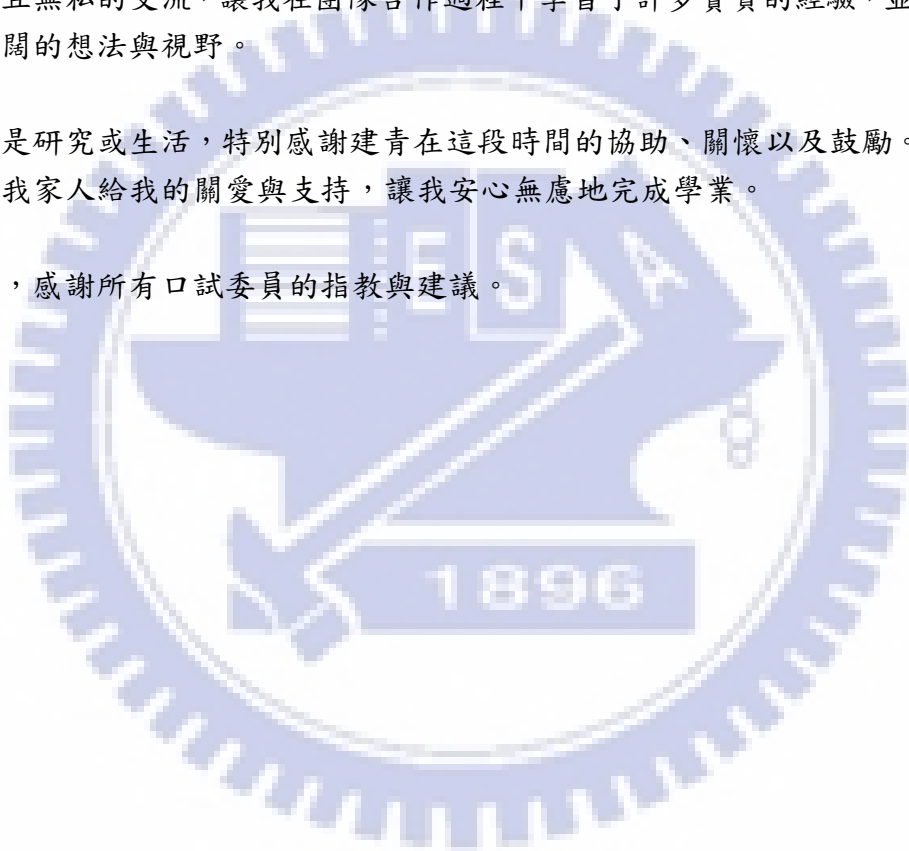 且無私的交流，讓我在團隊合作過程中學習了許多寶貴的經驗，並
闊的想法與視野。
是研究或生活，特別感謝建青在這段時間的協助、關懷以及鼓勵。
我家人給我的關愛與支持，讓我安心無慮地完成學業。
，感謝所有口試委員的指教與建議。
E S A
1896